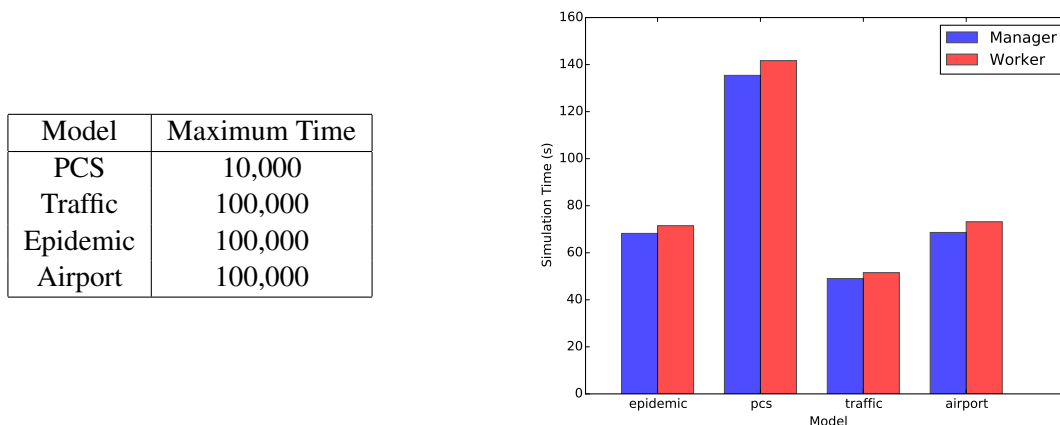 Model Maximum Time
PCS 10,000
Traffic 100,000
Epidemic 100,000
Airport 100,000
160
140
120
100
80
60
40
20
0
Simulation Time (s)
Manager
Worker
epidemic pcs traffic airport
Model